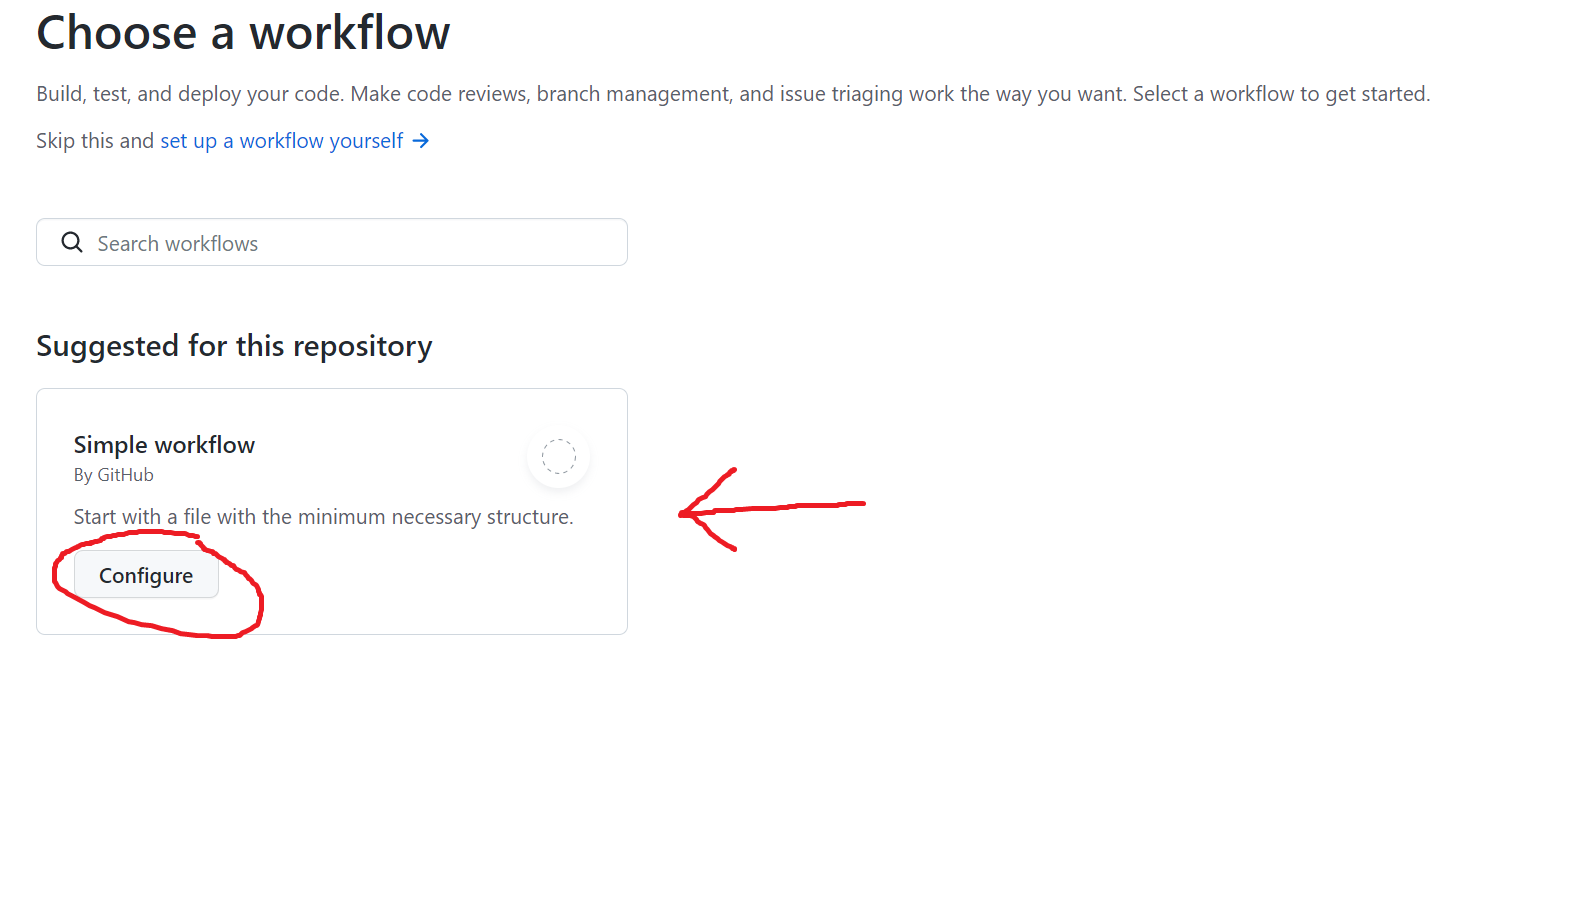 Choose a workflow
Build, test, and deploy your code. Make code reviews, branch management, and issue triaging work the way you want. Select a workflow to get started.
Skip this and set up a workflow yourself →
Search workflows
Suggested for this repository
Simple workflow
By GitHub
Start with a file with the minimum necessary structure.
Configure